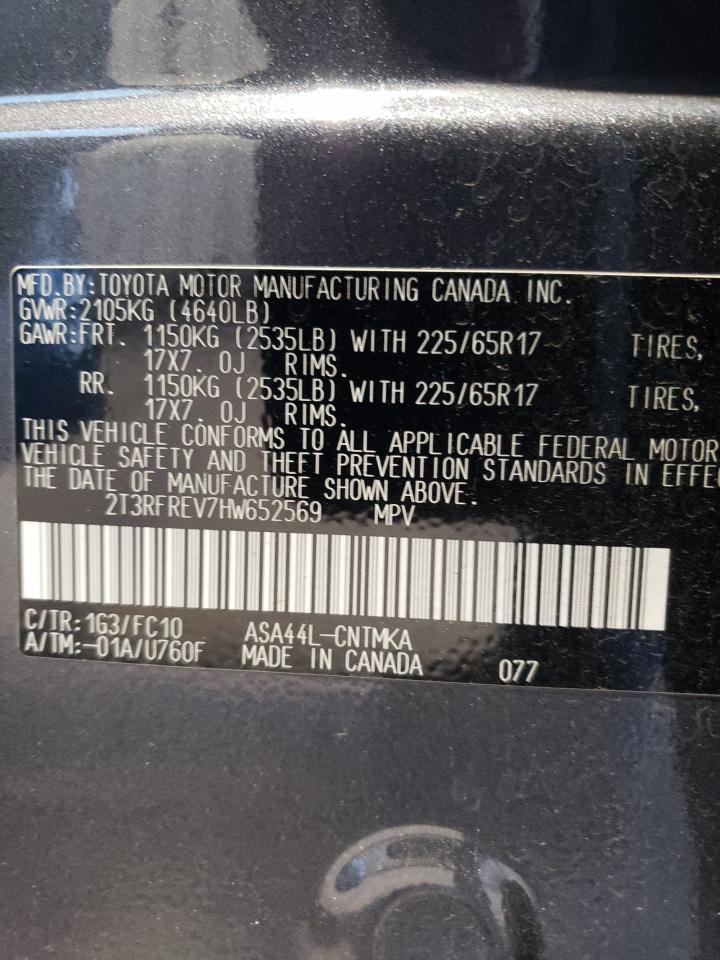 MFD.BY:TOYOTA MOTOR MANUFACTURING CANADA INC.
GVWR:2105KG (4640LB)
GAWR:FRT. 1150KG (2535LB) WITH 225/65R17 TIRES,
17X7.0J RIMS.
RR. 1150KG (2535LB) WITH 225/65R17 TIRES,
17X7.0J RIMS.
THIS VEHICLE CONFORMS TO ALL APPLICABLE FEDERAL MOTOR
VEHICLE SAFETY AND THEFT PREVENTION STANDARDS IN EFFE
THE DATE OF MANUFACTURE SHOWN ABOVE.
2T3RFREV7HW652569 MPV
C/TR:1G3/FC10 ASA44L-CNTMKA
A/TM:-01A/U760F MADE IN CANADA 077